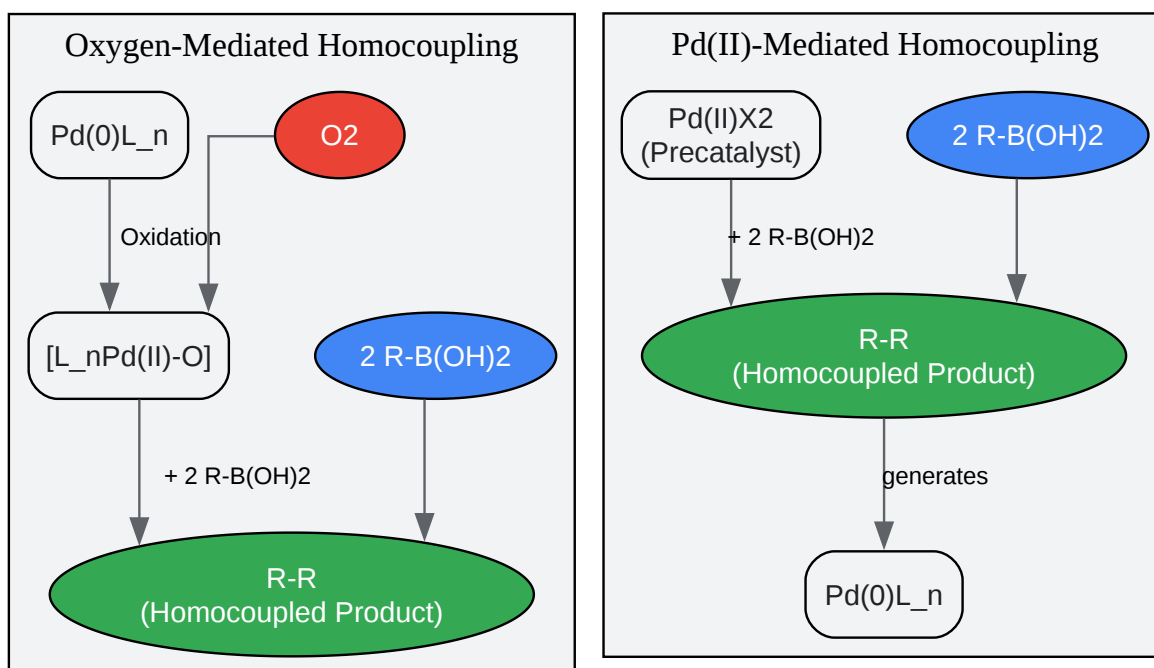 Oxygen-Mediated Homocoupling
Pd(0)L_n
O2
Oxidation
[L_nPd(II)-O]
2 R-B(OH)2
+ 2 R-B(OH)2
R-R
(Homocoupled Product)
Pd(II)-Mediated Homocoupling
Pd(II)X2
(Precatalyst)
2 R-B(OH)2
+ 2 R-B(OH)2
R-R
(Homocoupled Product)
generates
Pd(0)L_n